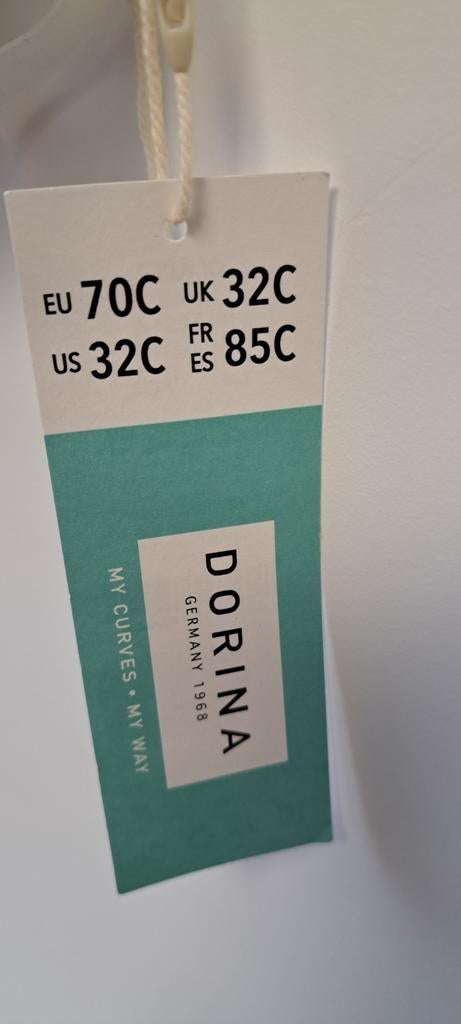 EU 70C UK 32C
US 32C FR ES 85C
DORINA
GERMANY 1968
MY CURVES • MY WAY